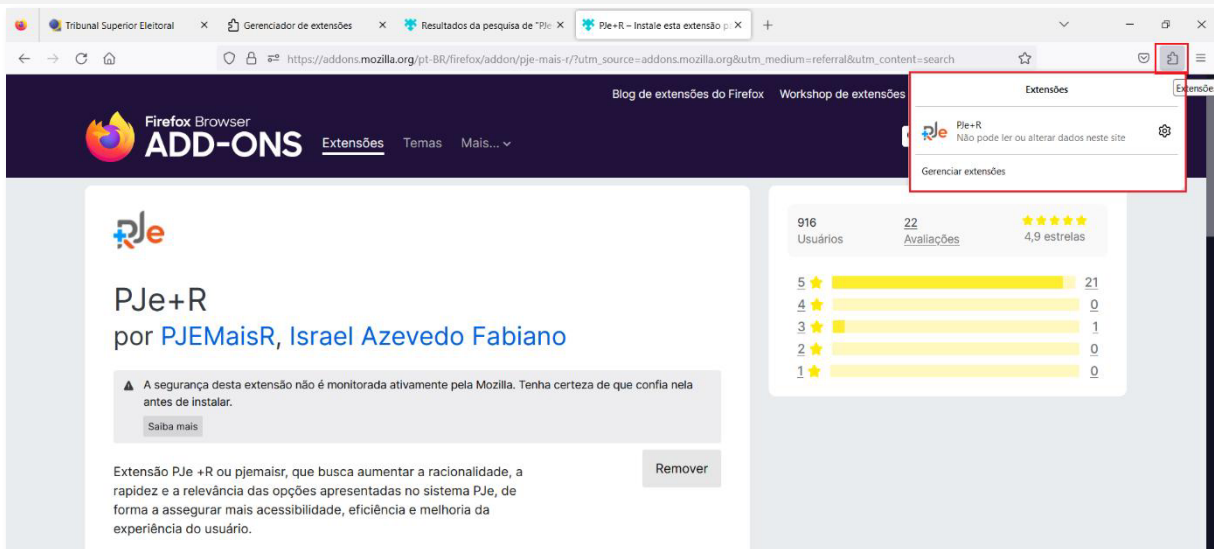 Tribunal Superior Eleitoral
Gerenciador de extensões
Resultados da pesquisa de "PJe
PJe+R – Instale esta extensão p
https://addons.mozilla.org/pt-BR/firefox/addon/pje-mais-r/?utm_source=addons.mozilla.org&utm_medium=referral&utm_content=search
Blog de extensões do Firefox
Workshop de extensões
Extensões
Extensõe
PJe
PJe+R
Não pode ler ou alterar dados neste site
Gerenciar extensões
Firefox Browser
ADD-ONS
Extensões
Temas
Mais...
PJe
PJe+R
por PJEMaisR, Israel Azevedo Fabiano
A segurança desta extensão não é monitorada ativamente pela Mozilla. Tenha certeza de que confia nela
antes de instalar.
Saiba mais
Extensão PJe +R ou pjemaisr, que busca aumentar a racionalidade, a
rapidez e a relevância das opções apresentadas no sistema PJe, de
forma a assegurar mais acessibilidade, eficiência e melhoria da
experiência do usuário.
Remover
916
Usuários
22
Avaliações
4,9 estrelas
5 21
4 0
3 1
2 0
1 0